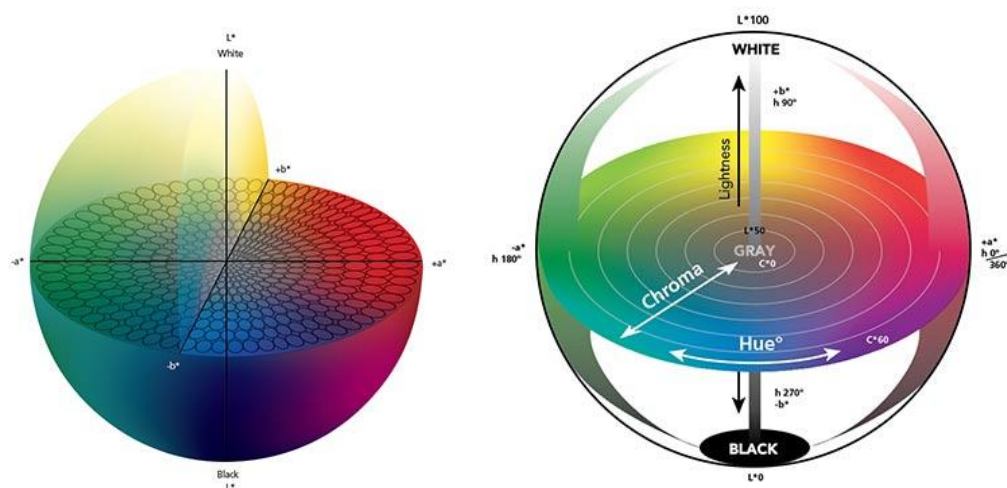 L*
White
+b*
-a*
+a*
-b*
Black
L*
L*100
WHITE
+b*
h 90°
Lightness
L*50
GRAY
C*0
-a*
h 180°
+a*
h 0°
360°
Chroma
Hue°
C*60
h 270°
-b*
BLACK
L*0